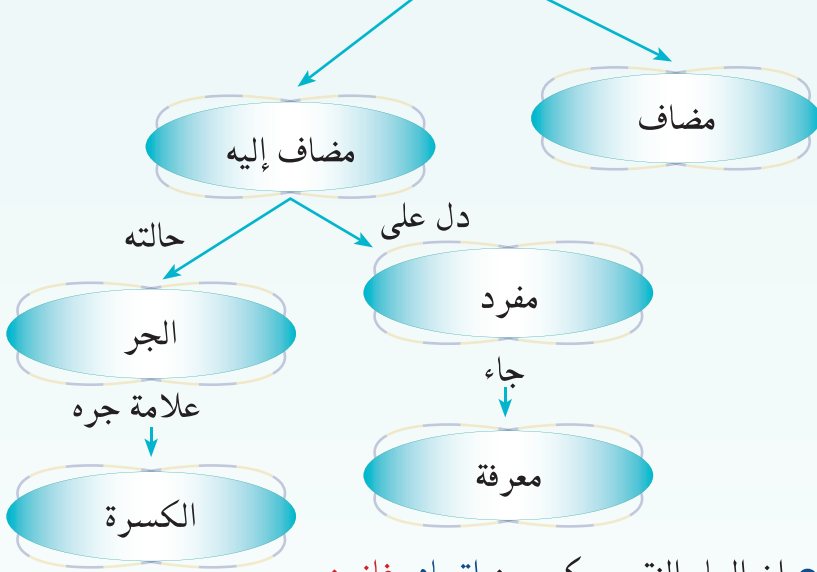 مضاف
مضاف إليه
دل على
حالته
مفرد
الجر
جاء
علامة جره
معرفة
الكسرة